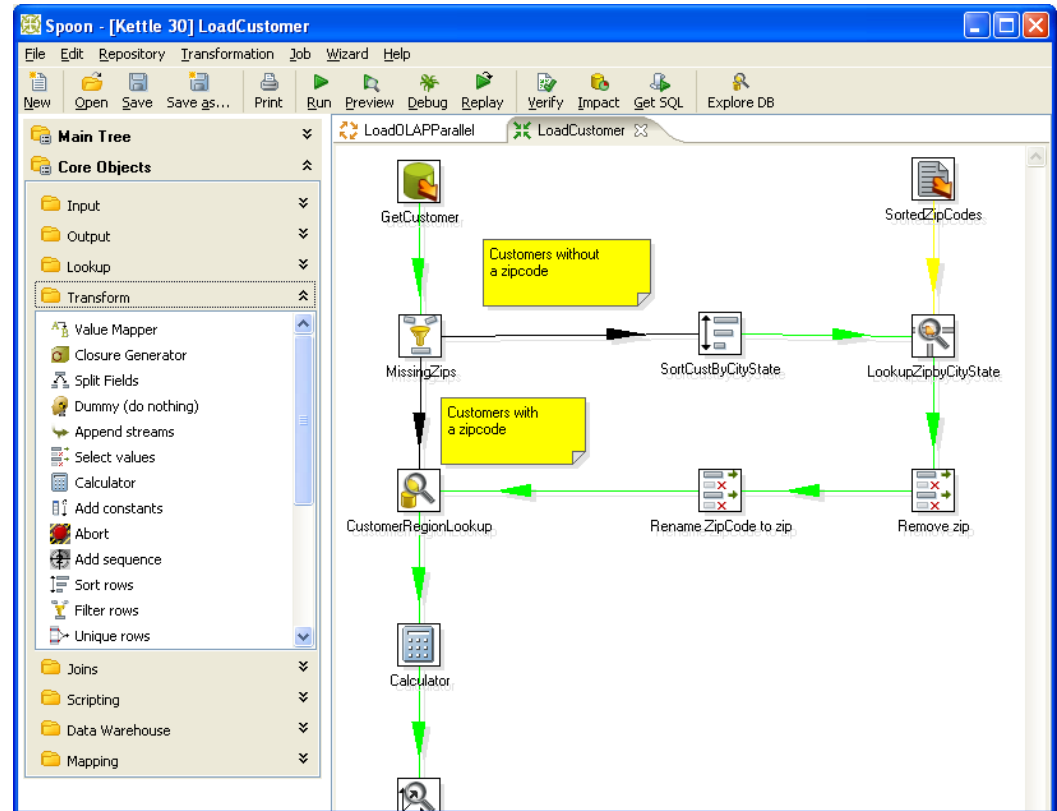 Spoon - [Kettle 30] LoadCustomer
File Edit Repository Transformation Job Wizard Help
New Open Save Save as... Print Run Preview Debug Replay Verify Impact Get SQL Explore DB
Main Tree
Core Objects
Input
Output
Lookup
Transform
Value Mapper
Closure Generator
Split Fields
Dummy (do nothing)
Append streams
Select values
Calculator
Add constants
Abort
Add sequence
Sort rows
Filter rows
Unique rows
Joins
Scripting
Data Warehouse
Mapping
LoadOLAPParallel LoadCustomer
GetCustomer
SortedZipCodes
Customers without
a zipcode
MissingZips
SortCustByCityState
LookupZipbyCityState
Customers with
a zipcode
CustomerRegionLookup
Rename ZipCode to zip
Remove zip
Calculator